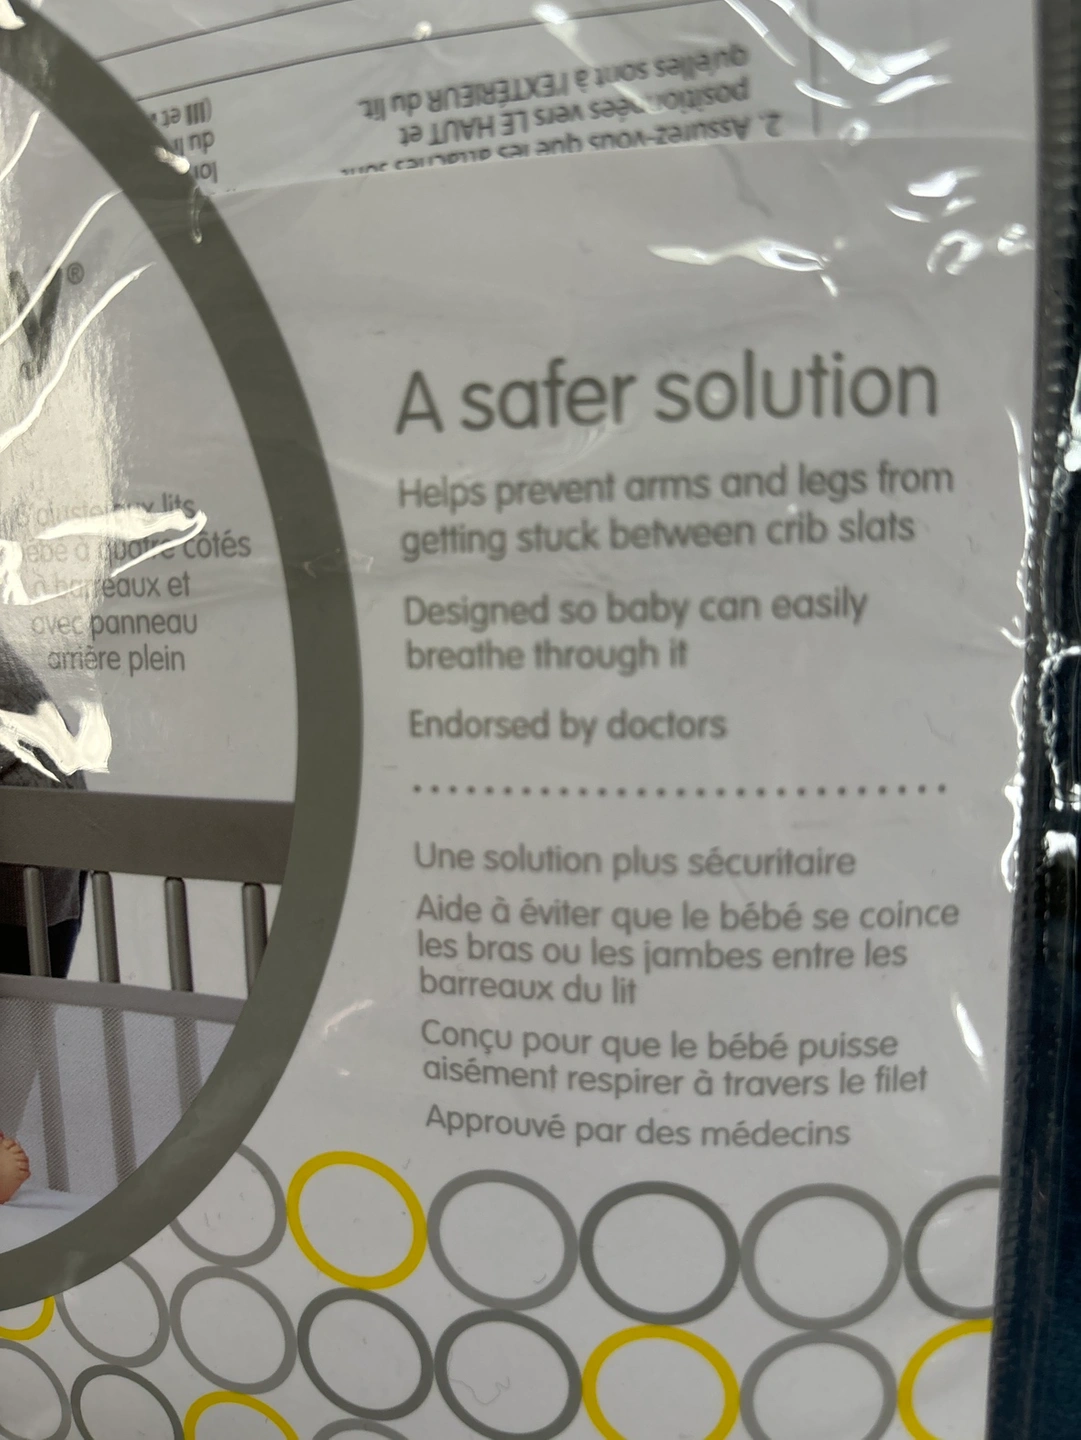 2. Assurez-vous que les attaches sont
positionnées vers LE HAUT et
qu'elles sont à l'EXTÉRIEUR du lit.
(III et
du
®
lits
côtés
barreaux et
avec panneau
arrière plein
A safer solution
Helps prevent arms and legs from
getting stuck between crib slats
Designed so baby can easily
breathe through it
Endorsed by doctors
Une solution plus sécuritaire
Aide à éviter que le bébé se coince
les bras ou les jambes entre les
barreaux du lit
Conçu pour que le bébé puisse
aisément respirer à travers le filet
Approuvé par des médecins